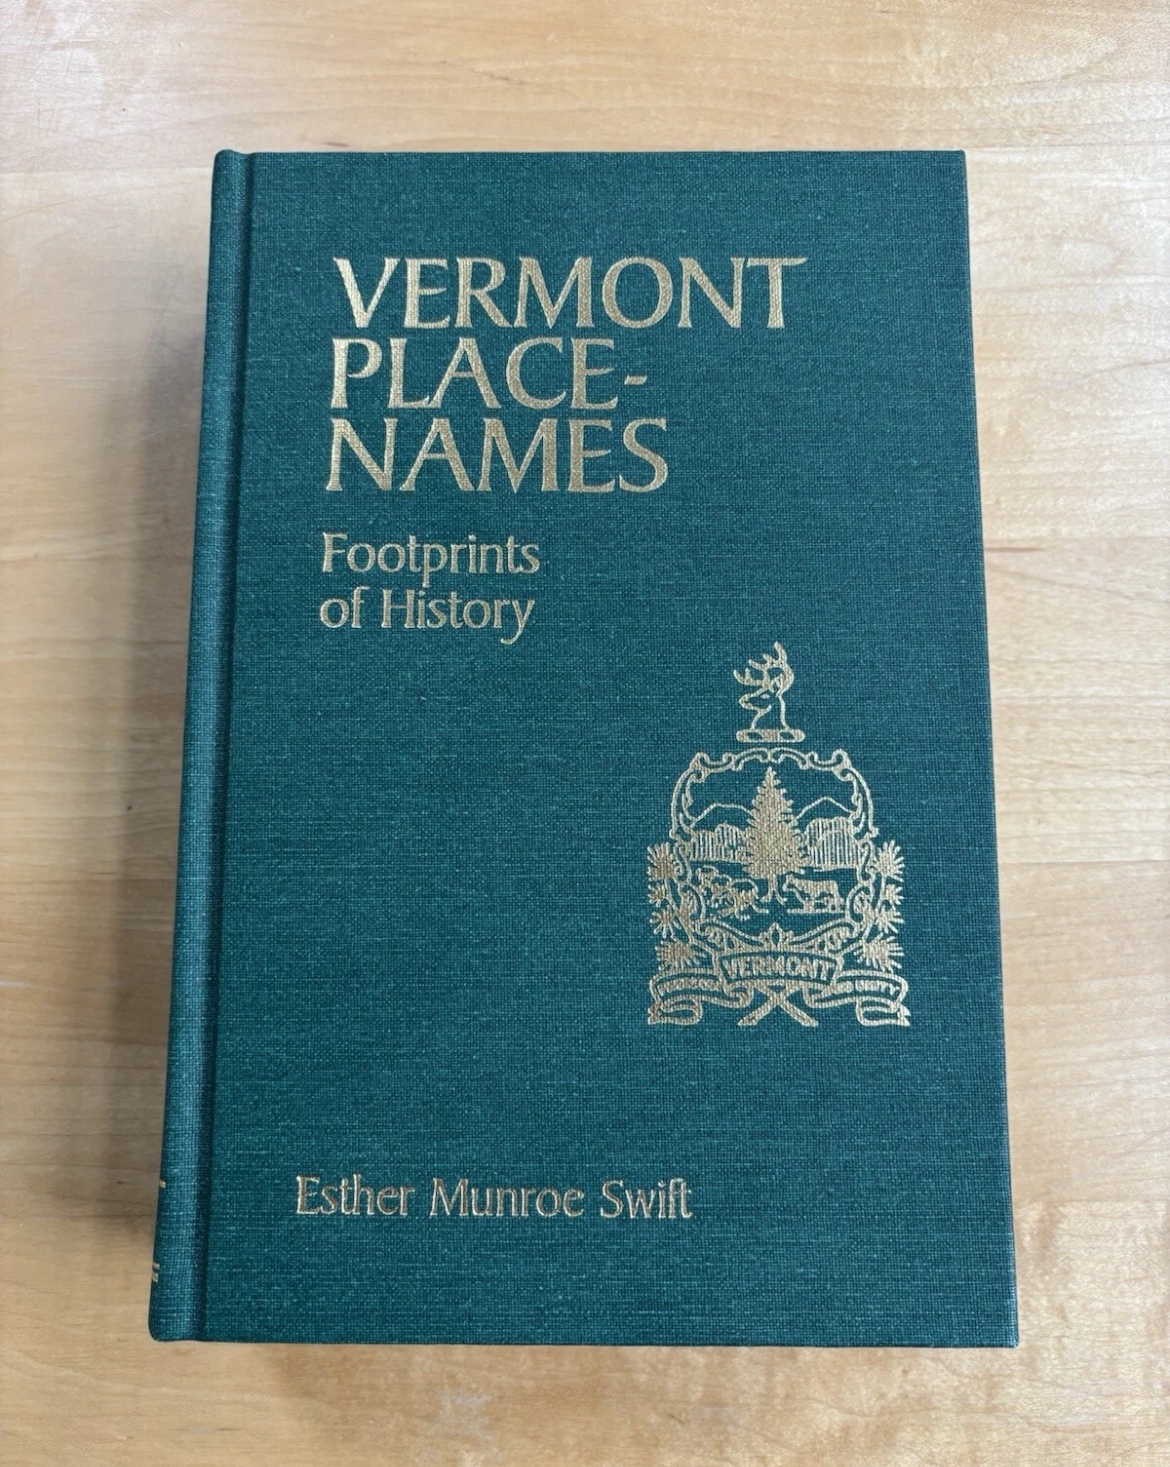 VERMONT
PLACE-
NAMES
Footprints
of History
VERMONT
Esther Munroe Swift